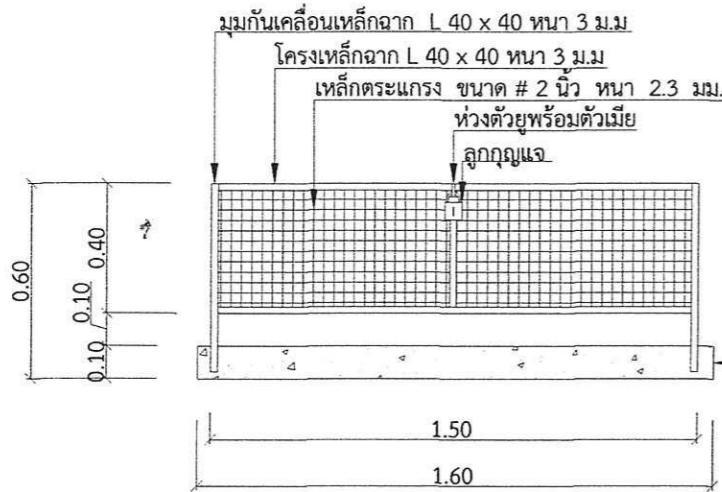 มุมกันเคลื่อนเหล็กฉาก L 40 x 40 หนา 3 ม.ม
โครงเหล็กฉาก L 40 x 40 หนา 3 ม.ม
เหล็กตระแกรง ขนาด # 2 นิ้ว หนา 2.3 มม.
ห่วงตัวยูพร้อมตัวเมีย
ลูกกุญแจ
0.60
0.40
0.10
0.10
1.50
1.60